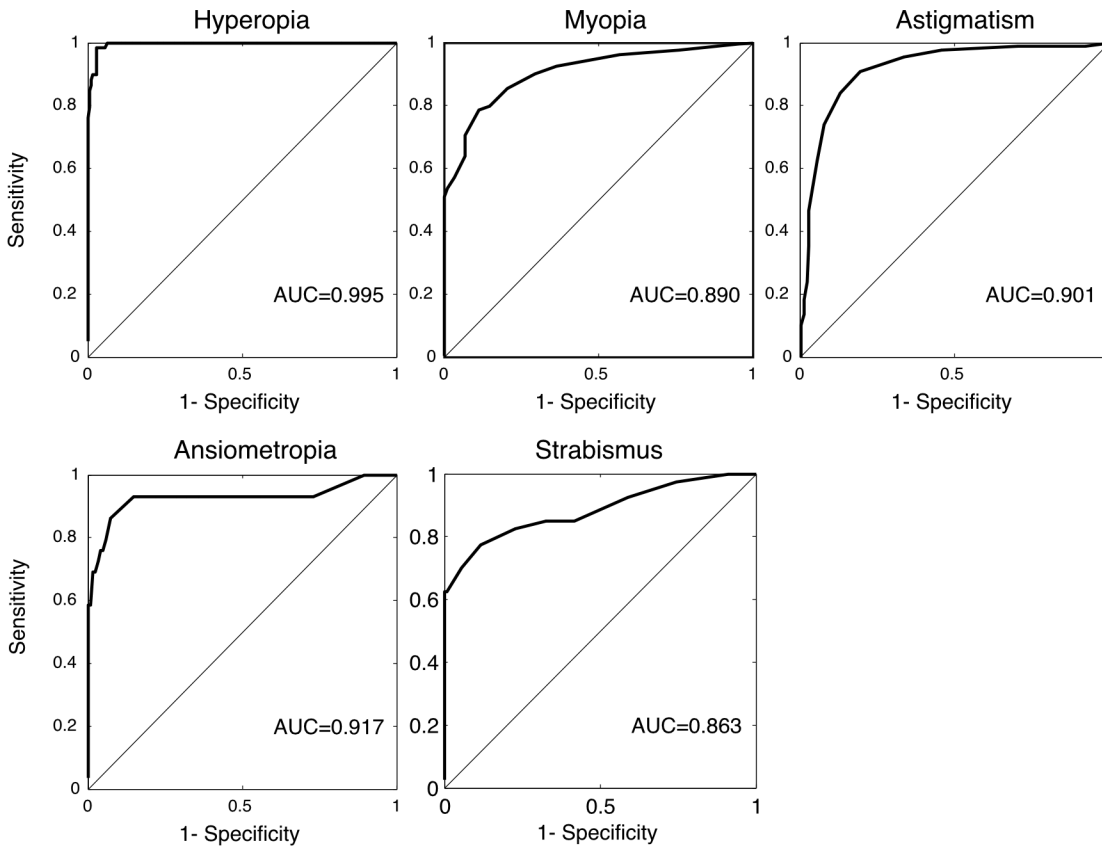 Hyperopia
Myopia
Astigmatism
1
0.8
0.6
0.4
0.2
0
0
0.5
1
Sensitivity
1- Specificity
AUC=0.995
1
0.8
0.6
0.4
0.2
0
0
0.5
1
1- Specificity
AUC=0.890
1
0.8
0.6
0.4
0.2
0
0
0.5
1- Specificity
AUC=0.901
Ansiometropia
Strabismus
1
0.8
0.6
0.4
0.2
0
0
0.5
1
Sensitivity
1- Specificity
AUC=0.917
1
0.8
0.6
0.4
0.2
0
0
0.5
1
1- Specificity
AUC=0.863